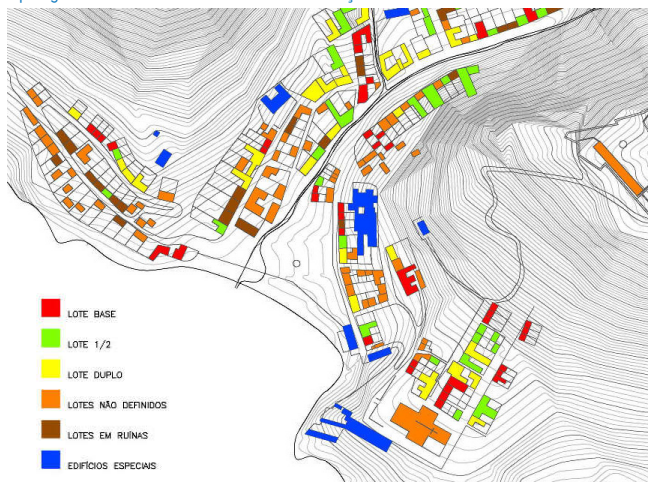 LOTE BASE
LOTE 1/2
LOTE DUPLO
LOTES NÃO DEFINIDOS
LOTES EM RUÍNAS
EDIFÍCIOS ESPECIAIS